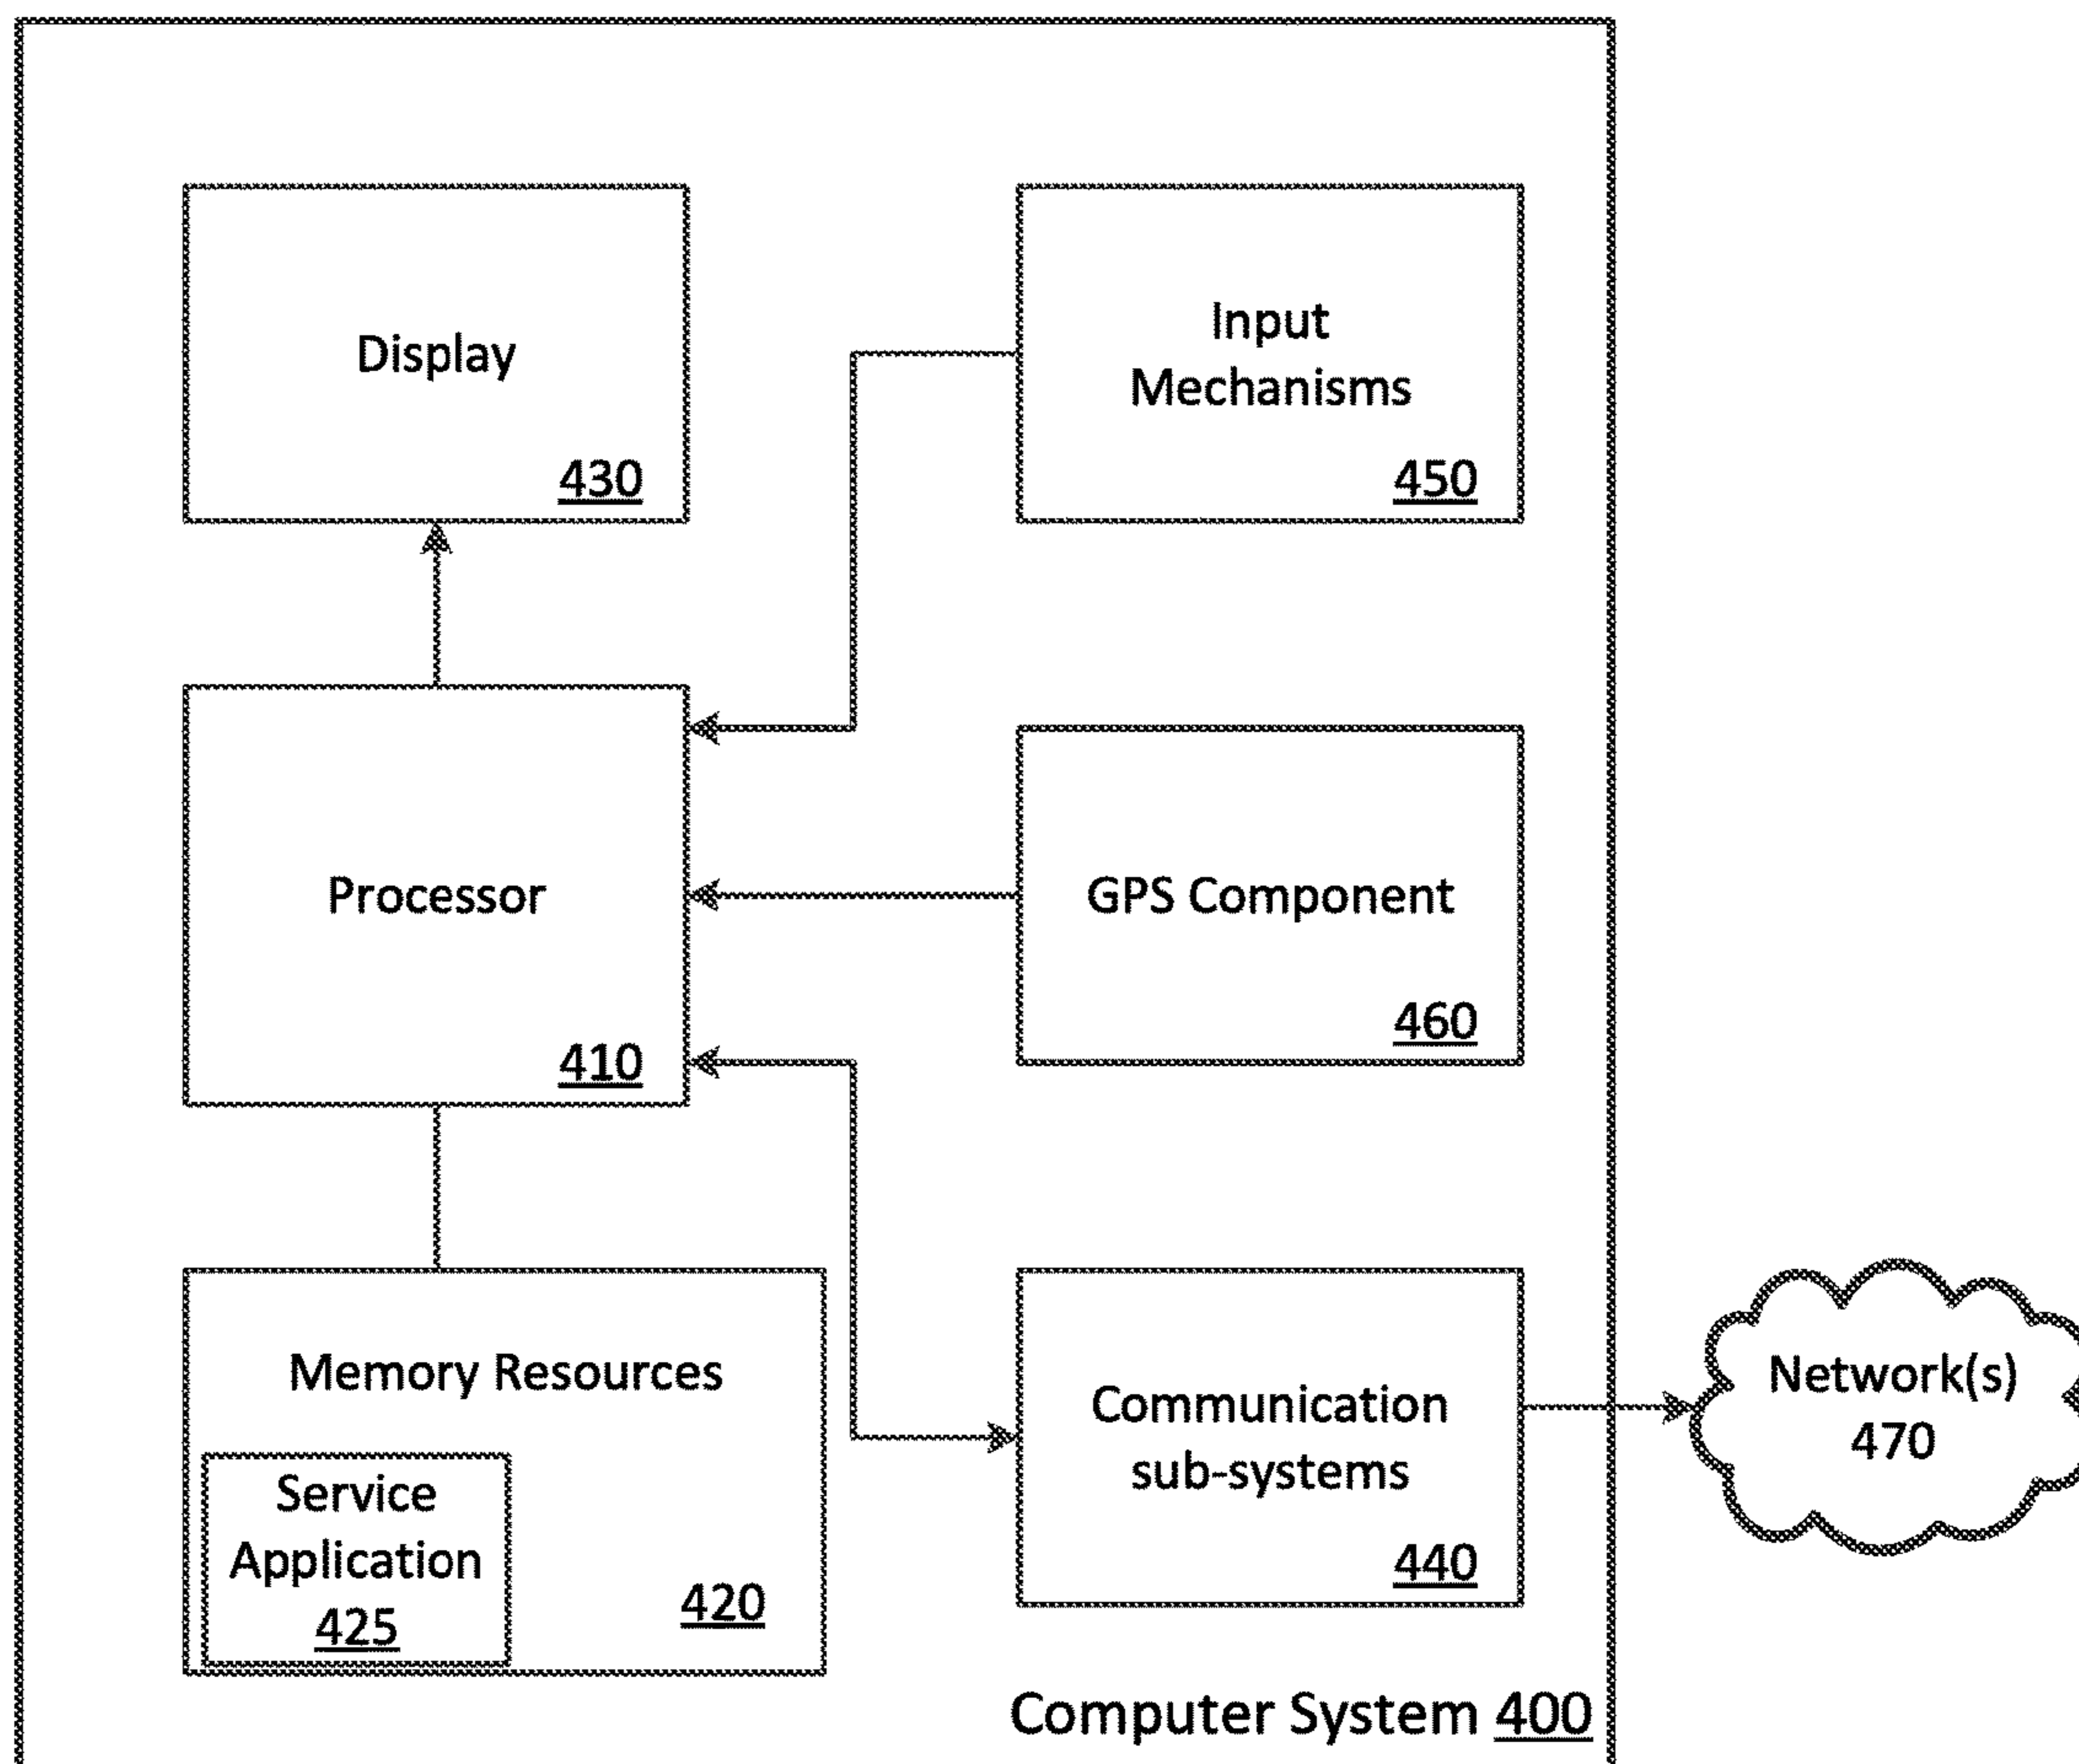 Display
430
Input
Mechanisms
450
Processor
410
GPS Component
460
Memory Resources
Service
Application
425
420
Communication
sub-systems
440
Network(s)
470
Computer System 400